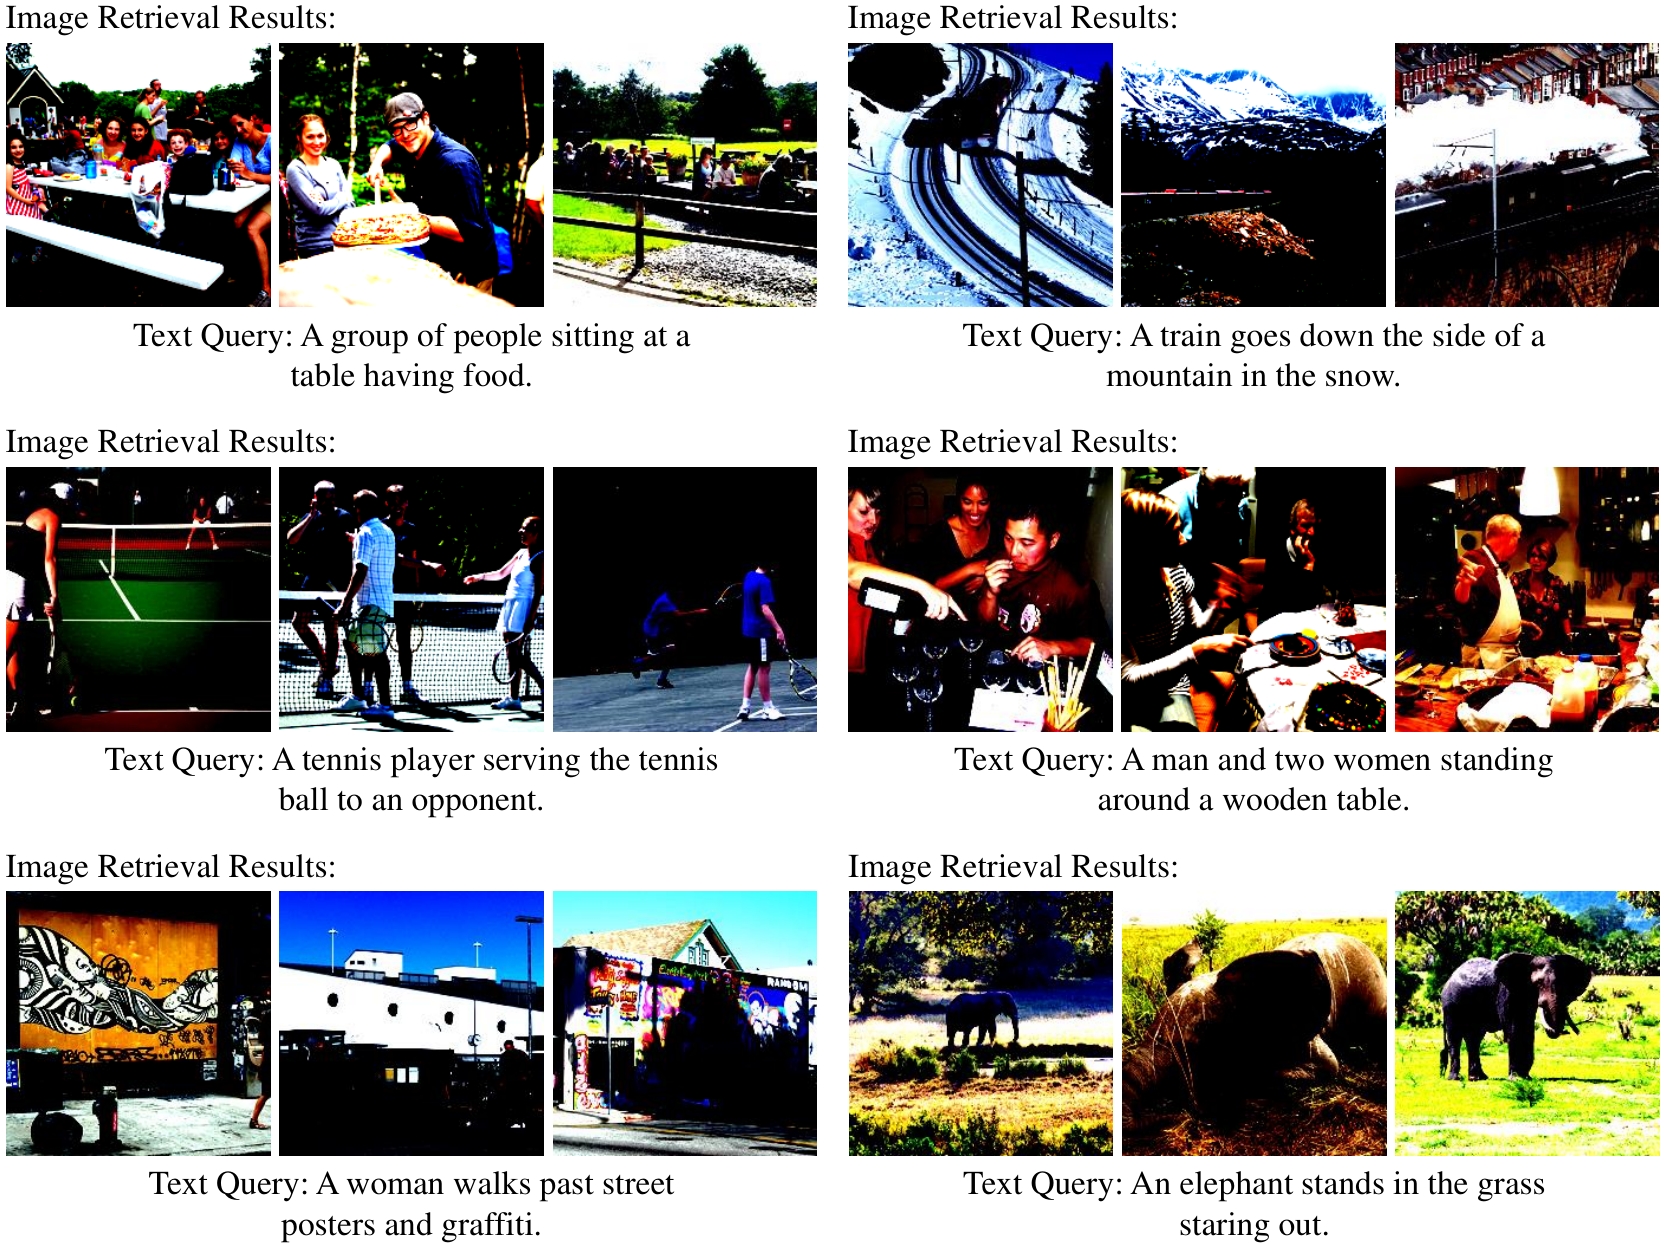 Image Retrieval Results:
Image Retrieval Results:
Text Query: A group of people sitting at a
table having food.
Text Query: A train goes down the side of a
mountain in the snow.
Image Retrieval Results:
Image Retrieval Results:
Text Query: A tennis player serving the tennis
ball to an opponent.
Text Query: A man and two women standing
around a wooden table.
Image Retrieval Results:
Image Retrieval Results:
RANDOM
Text Query: A woman walks past street
posters and graffiti.
Text Query: An elephant stands in the grass
staring out.